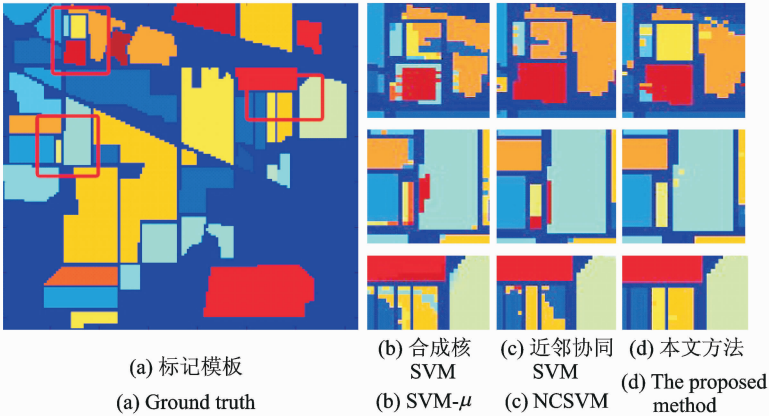 (a) 标记模板
(a) Ground truth
(b) 合成核
SVM
(b) SVM-μ
(c) 近邻协同
SVM
(c) NCSVM
(d) 本文方法
(d) The proposed
method